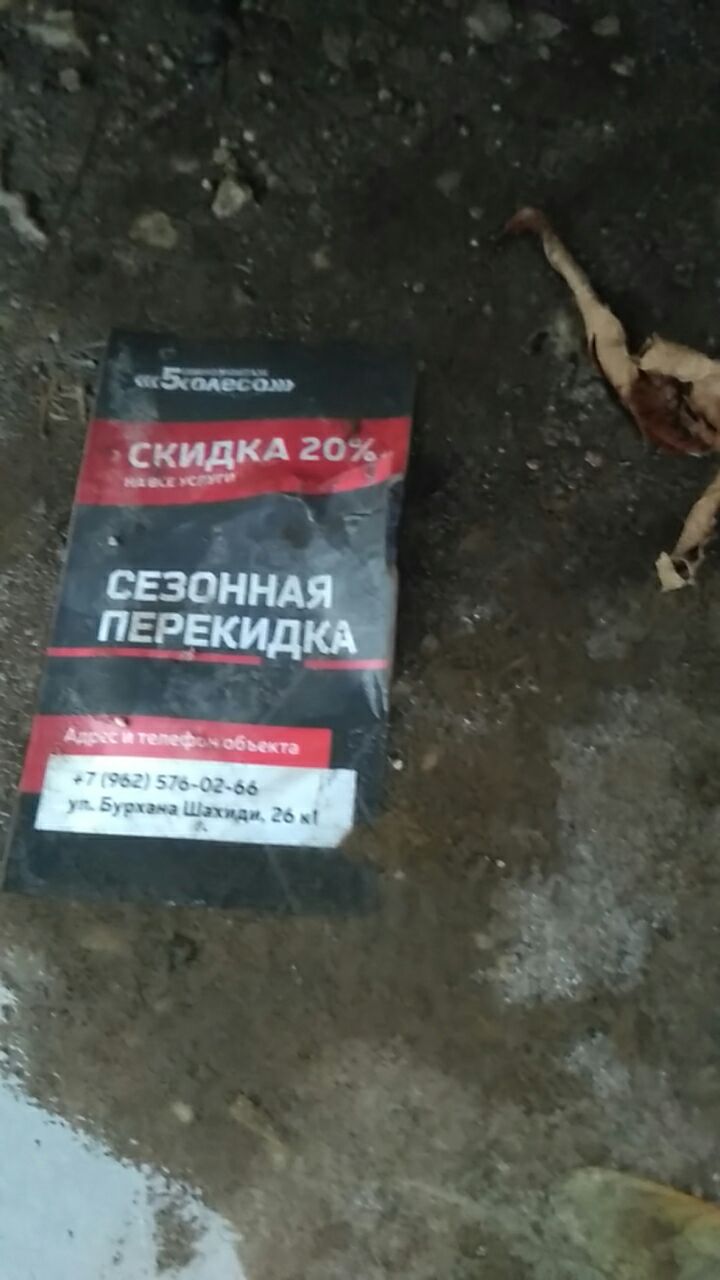 5колесо
СКИДКА 20%
НА ВСЕ УСЛУГИ
СЕЗОННАЯ
ПЕРЕКИДКА
Адрес и телефон объекта
+7 (962) 576-02-66
ул. Бурхана Шахиди, 26 к1